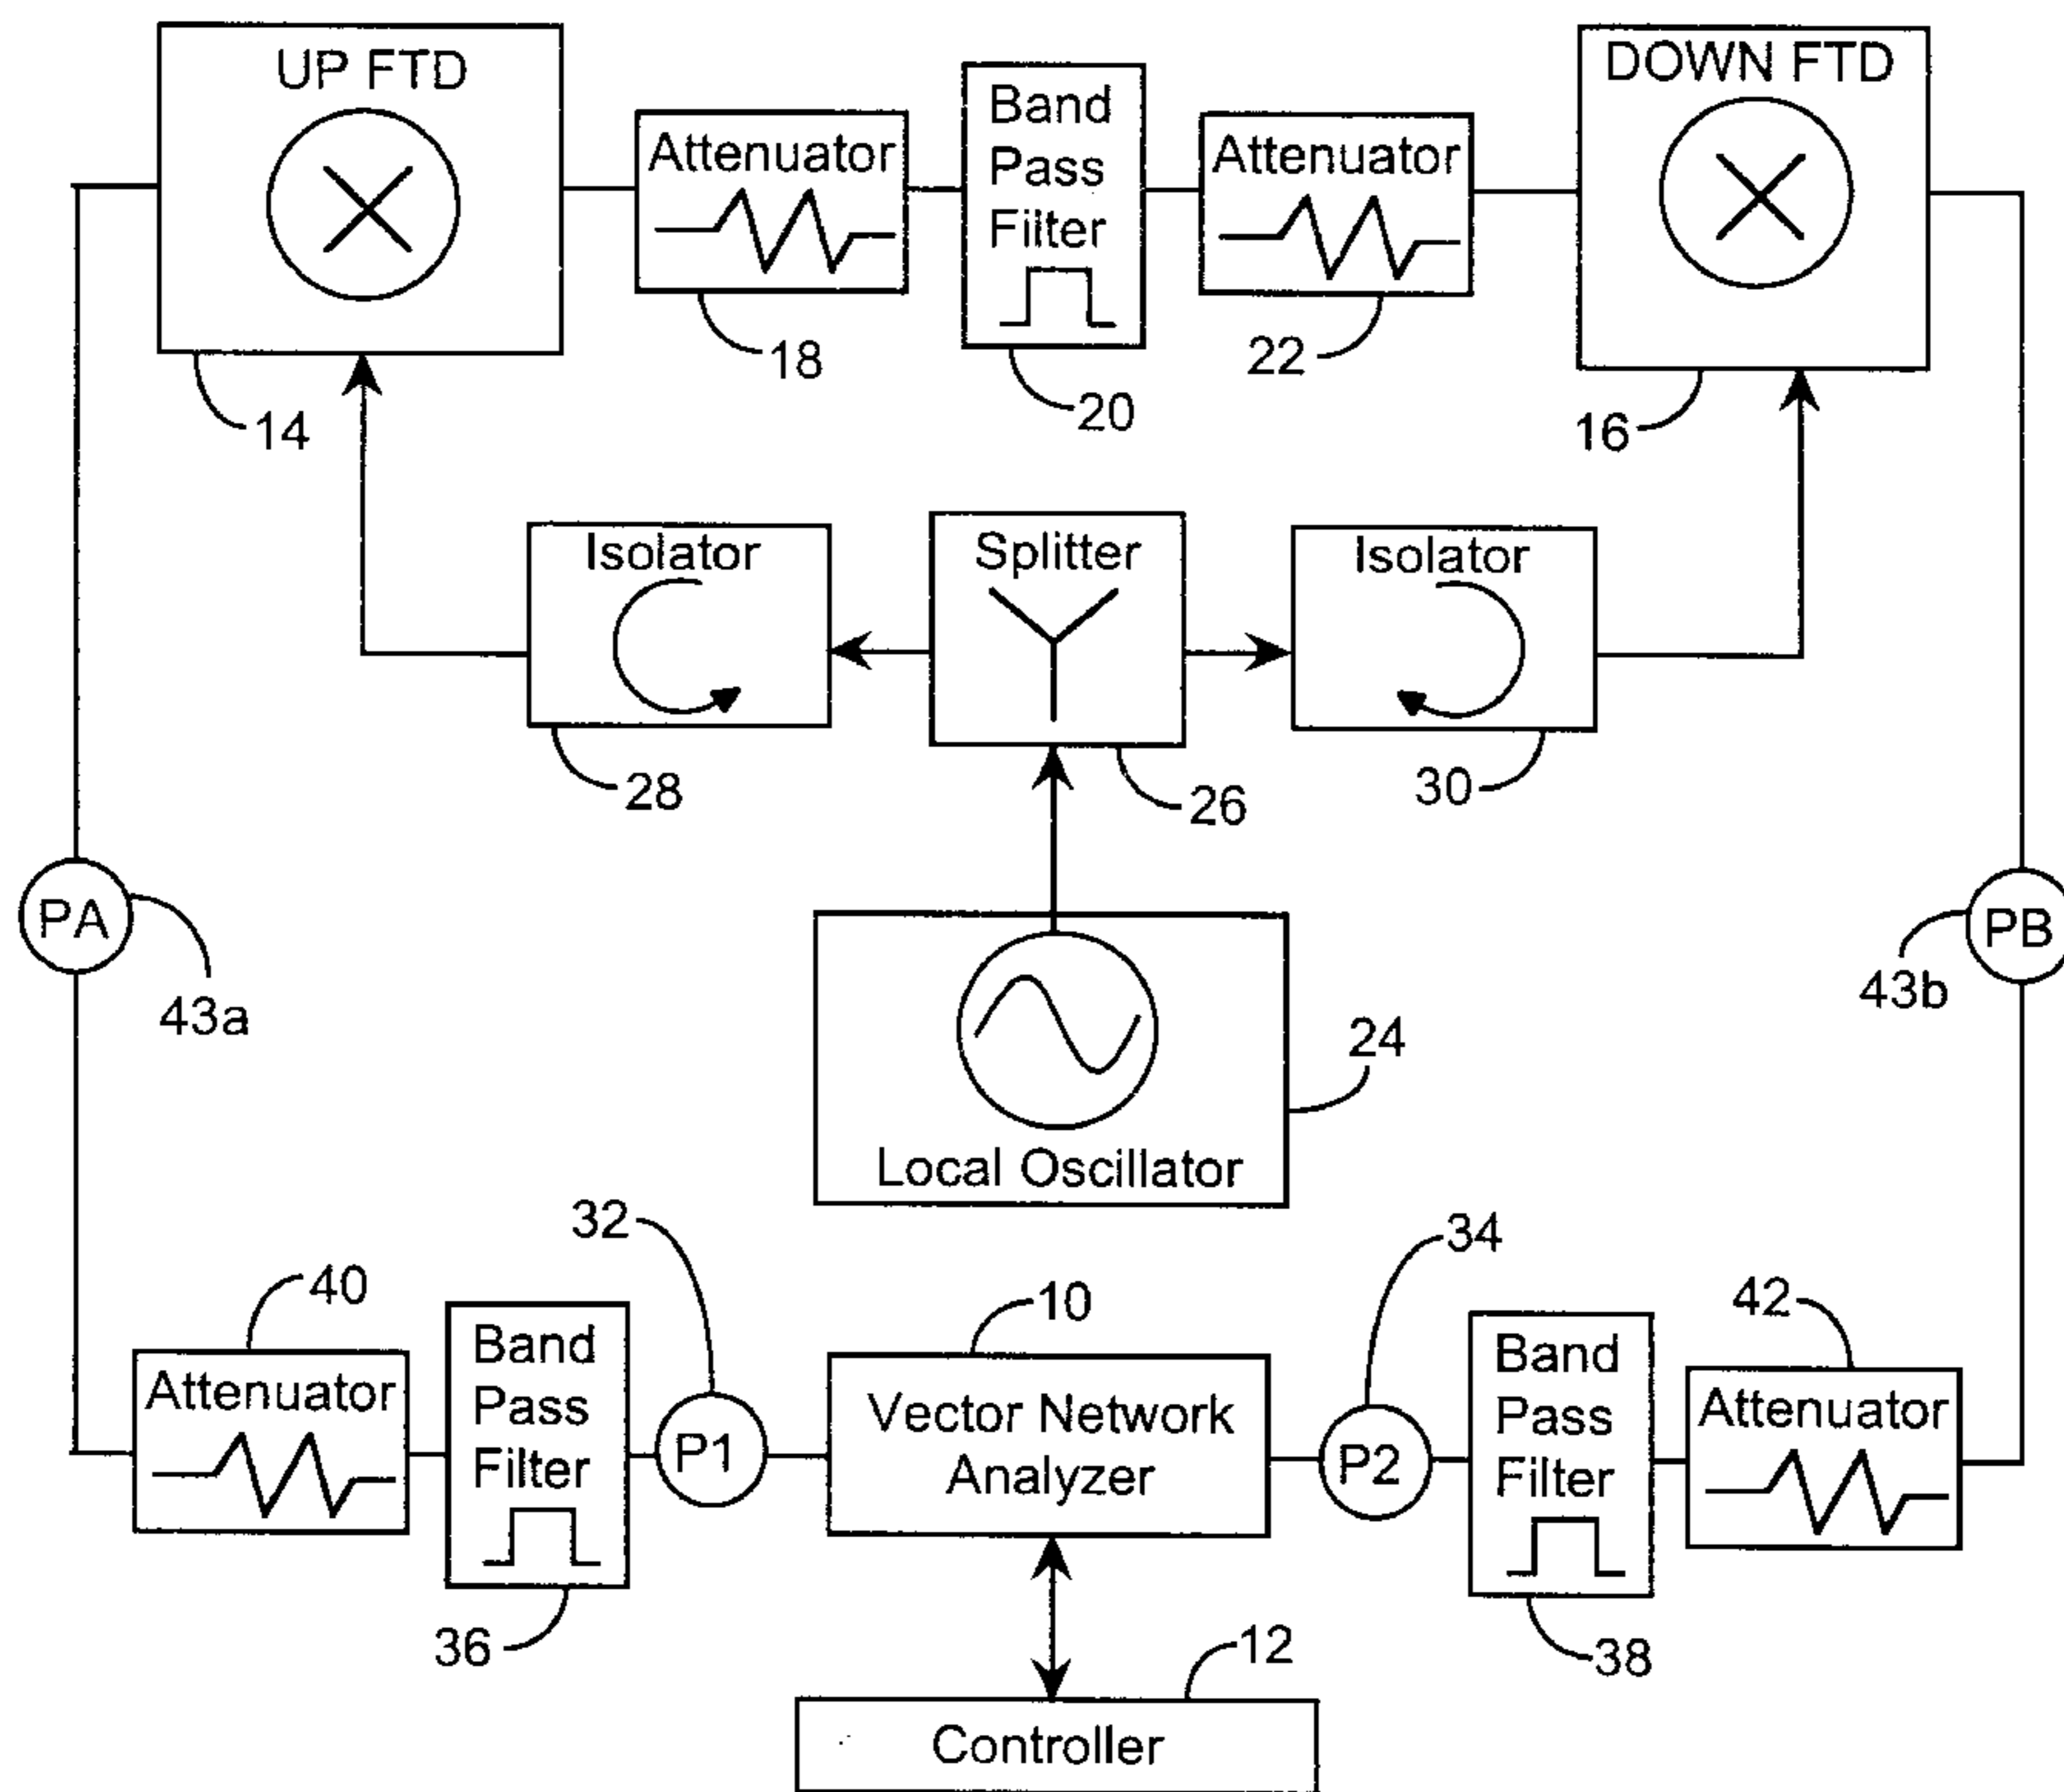 UP FTD
DOWN FTD
Attenuator
Band
Pass
Filter
Attenuator
14
18
20
22
16
Isolator
Splitter
Isolator
28
26
30
PA
43a
PB
43b
24
Local Oscillator
32
34
40
10
42
Attenuator
Band
Pass
Filter
P1
Vector Network
Analyzer
P2
Band
Pass
Filter
Attenuator
36
38
12
Controller